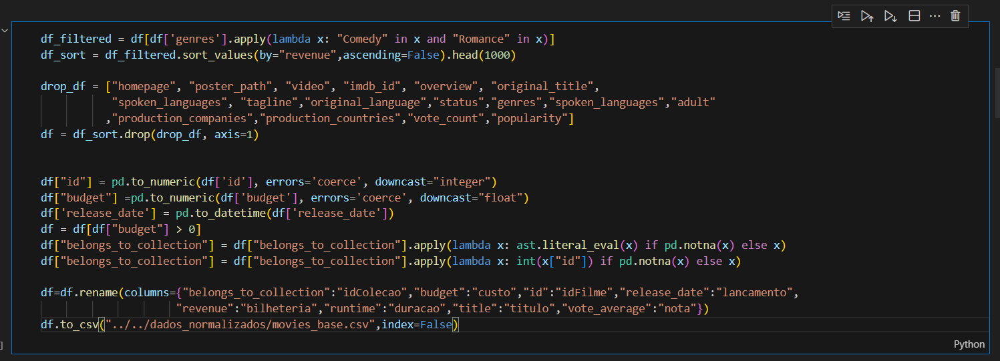 df_filtered = df[df['genres'].apply(lambda x: "Comedy" in x and "Romance" in x)]
df_sort = df_filtered.sort_values(by="revenue",ascending=False).head(1000)
drop_df = ["homepage", "poster_path", "video", "imdb_id", "overview", "original_title",
"spoken_languages", "tagline","original_language","status","genres","spoken_languages","adult"
,"production_companies","production_countries","vote_count","popularity"]
df = df_sort.drop(drop_df, axis=1)
df["id"] = pd.to_numeric(df['id'], errors='coerce', downcast="integer")
df["budget"] =pd.to_numeric(df['budget'], errors='coerce', downcast="float")
df['release_date'] = pd.to_datetime(df['release_date'])
df = df[df["budget"] > 0]
df["belongs_to_collection"] = df["belongs_to_collection"].apply(lambda x: ast.literal_eval(x) if pd.notna(x) else x)
df["belongs_to_collection"] = df["belongs_to_collection"].apply(lambda x: int(x["id"]) if pd.notna(x) else x)
df=df.rename(columns={"belongs_to_collection":"idColecao","budget":"custo","id":"idFilme","release_date":"lancamento",
"revenue":"bilheteria","runtime":"duracao","title":"titulo","vote_average":"nota"})
df.to_csv("../../dados_normalizados/movies_base.csv",index=False)
]
Python